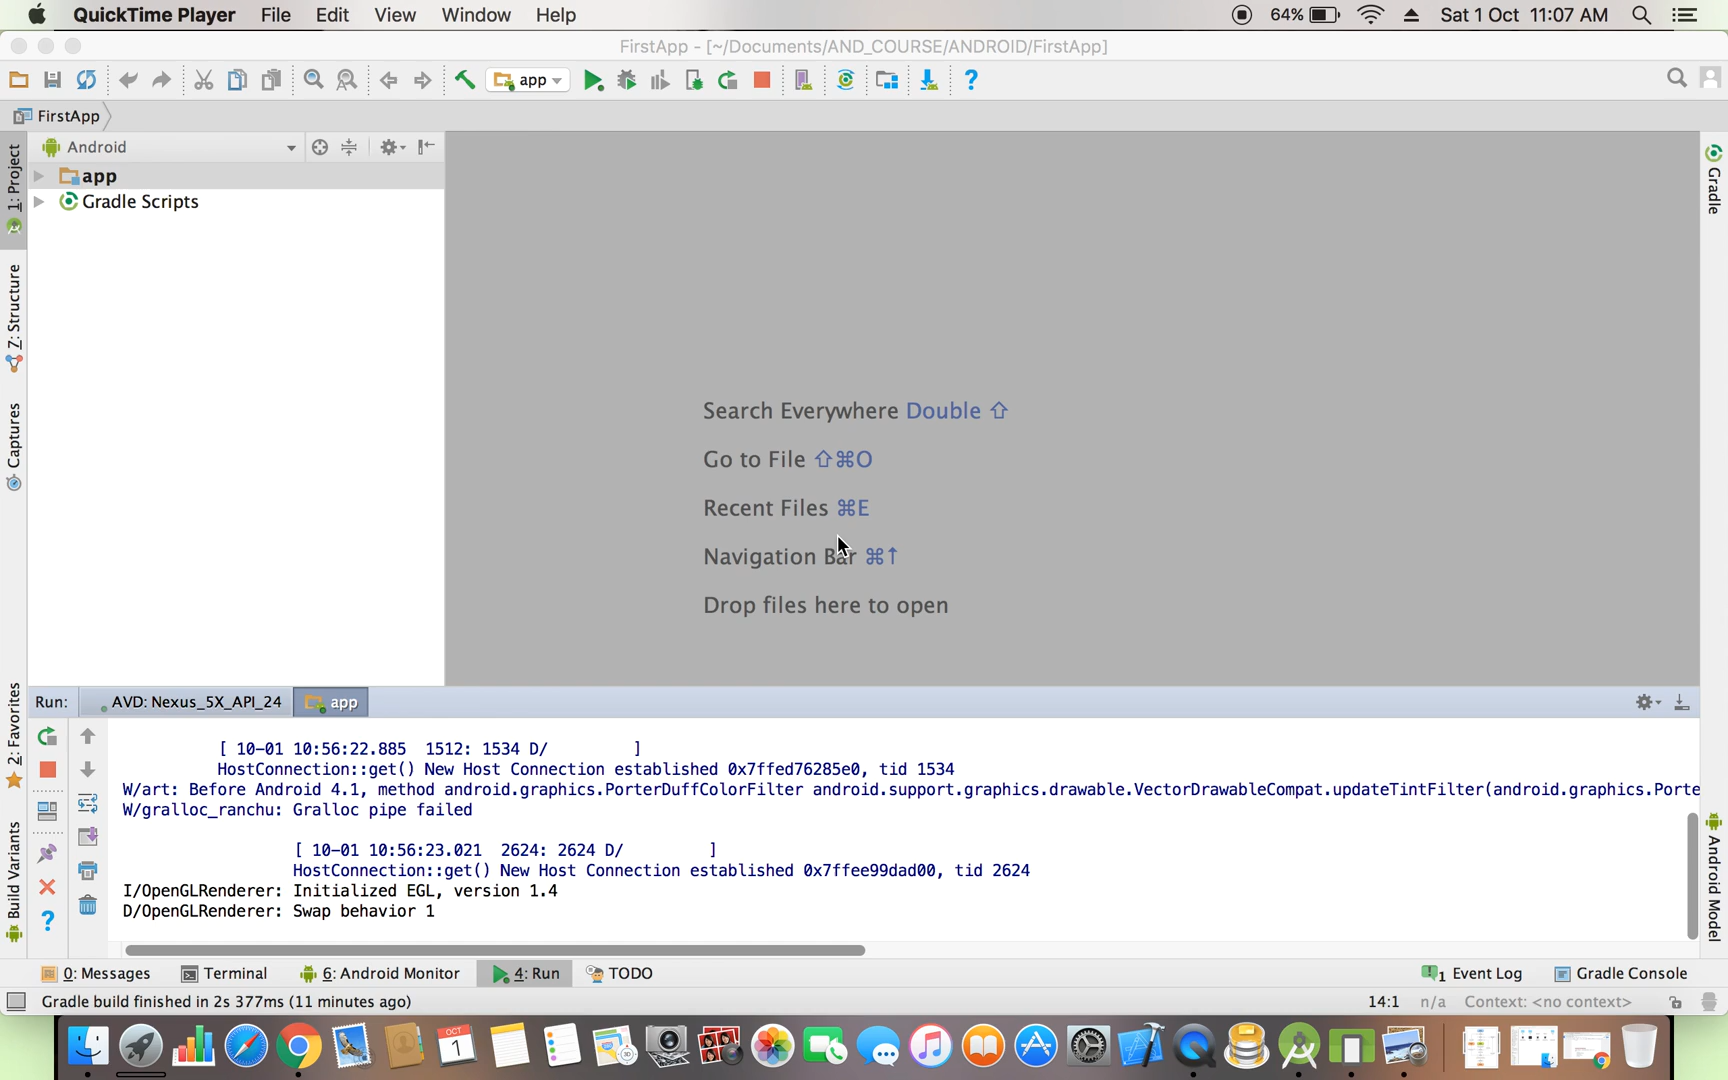 QuickTime Player File Edit View Window Help 64% Sat 1 Oct 11:07 AM
FirstApp - [~/Documents/AND_COURSE/ANDROID/FirstApp]
app
FirstApp
Android
app
Gradle Scripts
1: Project
Z: Structure
Captures
2: Favorites
Build Variants
Gradle
Android Model
Search Everywhere Double ⇧
Go to File ⇧⌘O
Recent Files ⌘E
Navigation Bar ⌘↑
Drop files here to open
Run: AVD: Nexus_5X_API_24 app
[ 10-01 10:56:22.885 1512: 1534 D/ ]
HostConnection::get() New Host Connection established 0x7ffed76285e0, tid 1534
W/art: Before Android 4.1, method android.graphics.PorterDuffColorFilter android.support.graphics.drawable.VectorDrawableCompat.updateTintFilter(android.graphics.Porte
W/gralloc_ranchu: Gralloc pipe failed
[ 10-01 10:56:23.021 2624: 2624 D/ ]
HostConnection::get() New Host Connection established 0x7ffee99dad00, tid 2624
I/OpenGLRenderer: Initialized EGL, version 1.4
D/OpenGLRenderer: Swap behavior 1
0: Messages Terminal 6: Android Monitor 4: Run TODO 1 Event Log Gradle Console
Gradle build finished in 2s 377ms (11 minutes ago) 14:1 n/a Context: <no context>
OCT
1
3D